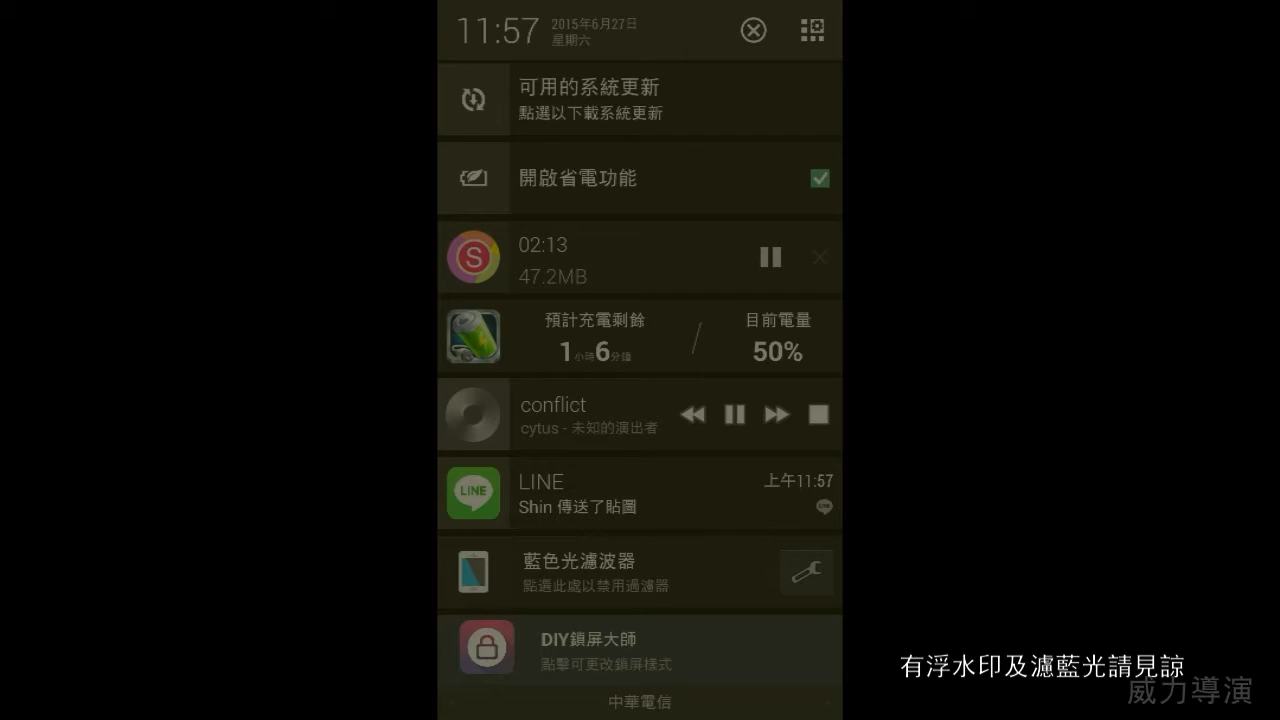 11:57
2015年6月27日
星期六
可用的系統更新
點選以下載系統更新
開啟省電功能
S
02:13
47.2MB
預計充電剩餘
1小時6分鐘
/
目前電量
50%
conflict
cytus - 未知的演出者
LINE
LINE
上午11:57
Shin 傳送了貼圖
藍色光濾波器
點選此處以禁用過濾器
DIY鎖屏大師
點擊可更改鎖屏樣式
中華電信
有浮水印及濾藍光請見諒
威力導演